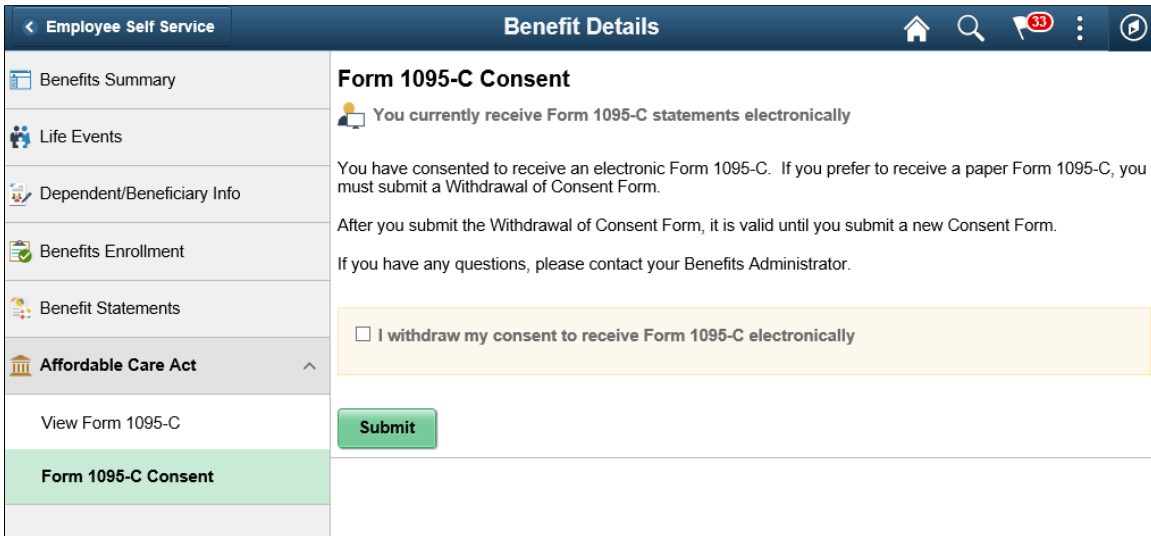 Employee Self Service
Benefit Details
33
Benefits Summary
Life Events
Dependent/Beneficiary Info
Benefits Enrollment
Benefit Statements
Affordable Care Act
View Form 1095-C
Form 1095-C Consent
Form 1095-C Consent
You currently receive Form 1095-C statements electronically
You have consented to receive an electronic Form 1095-C. If you prefer to receive a paper Form 1095-C, you
must submit a Withdrawal of Consent Form.
After you submit the Withdrawal of Consent Form, it is valid until you submit a new Consent Form.
If you have any questions, please contact your Benefits Administrator.
I withdraw my consent to receive Form 1095-C electronically
Submit